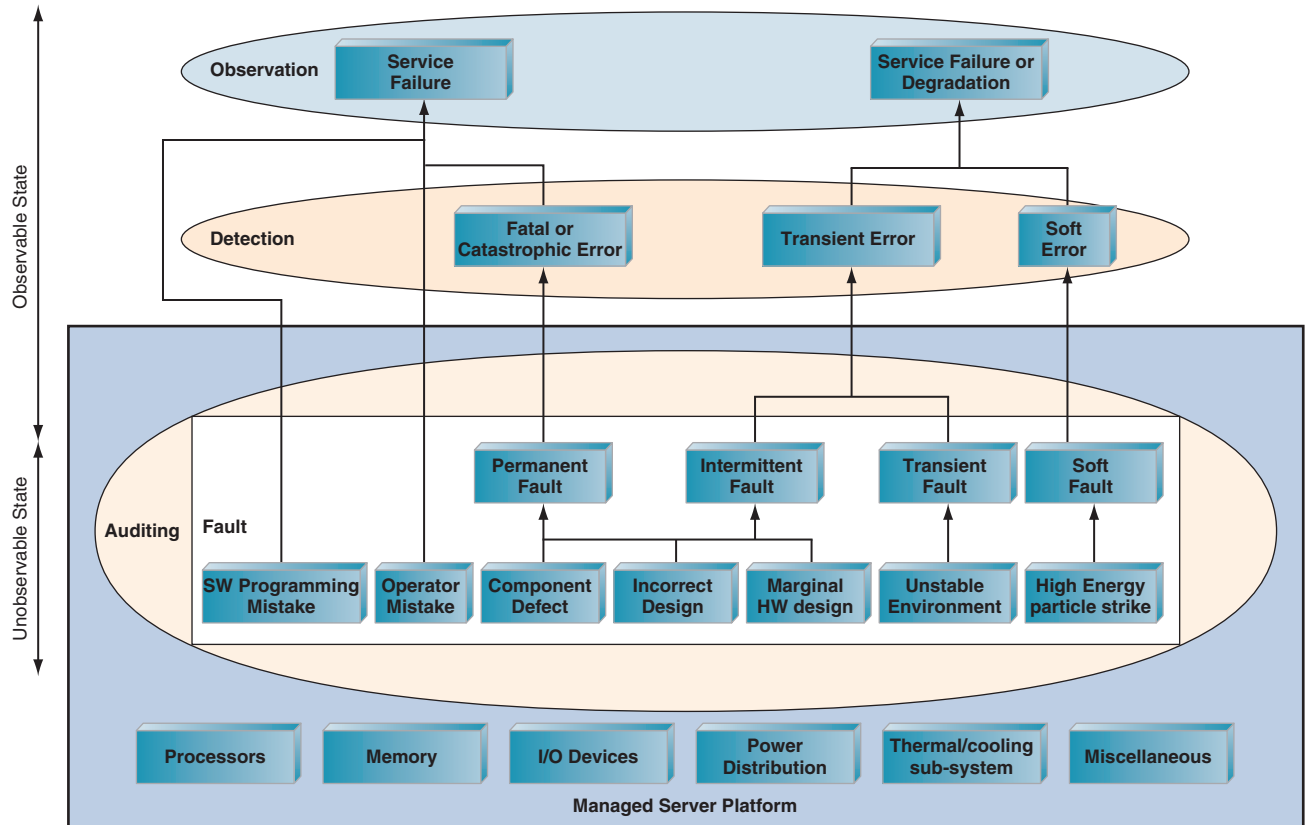 Observable State
Unobservable State
Observation
Service
Failure
Service Failure or
Degradation
Detection
Fatal or
Catastrophic Error
Transient Error
Soft
Error
Auditing
Fault
Permanent
Fault
Intermittent
Fault
Transient
Fault
Soft
Fault
SW Programming
Mistake
Operator
Mistake
Component
Defect
Incorrect
Design
Marginal
HW design
Unstable
Environment
High Energy
particle strike
Processors
Memory
I/O Devices
Power
Distribution
Thermal/cooling
sub-system
Miscellaneous
Managed Server Platform